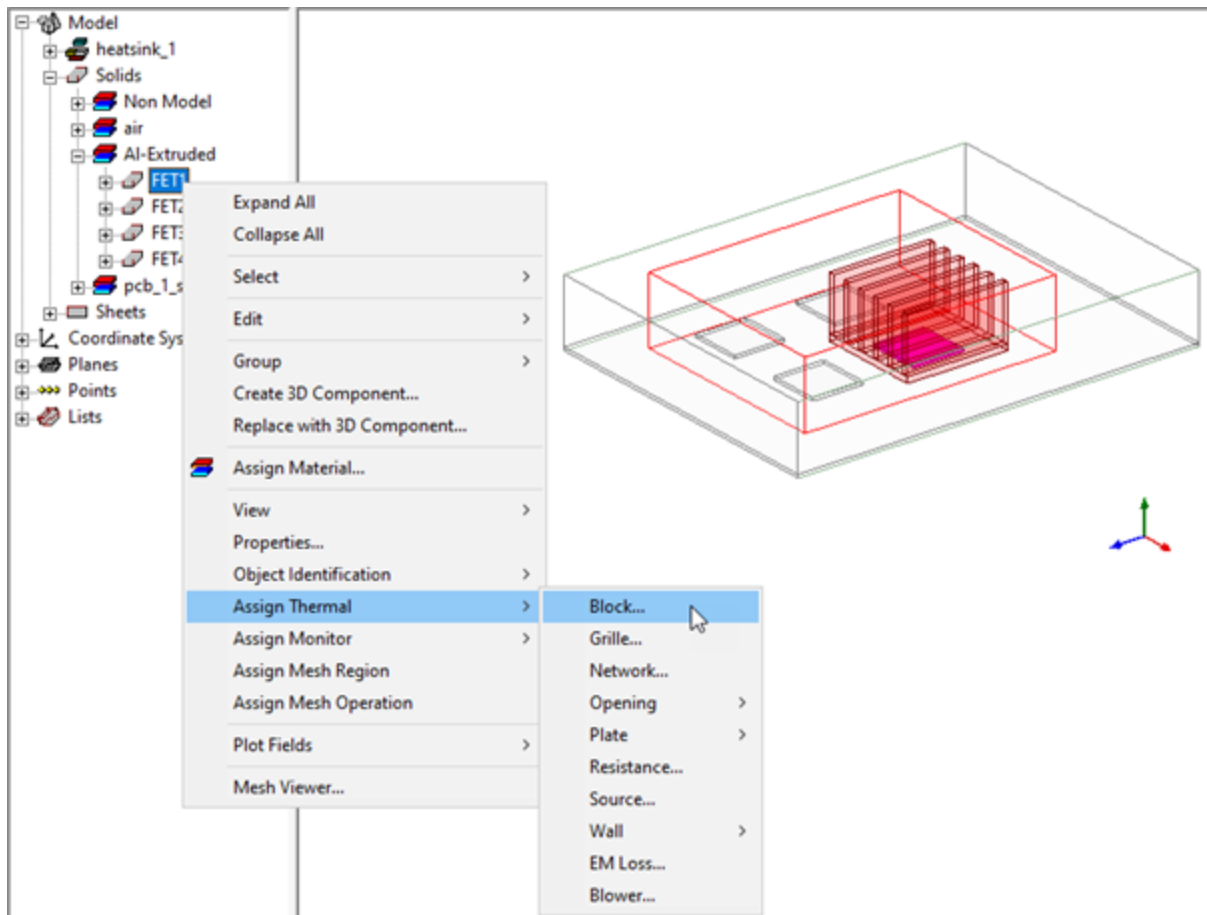 Model
heatsink_1
Solids
Non Model
air
Al-Extruded
FET1
FET2
FET3
FET4
pcb_1_s
Sheets
Coordinate Sys
Planes
Points
Lists
Expand All
Collapse All
Select
Edit
Group
Create 3D Component...
Replace with 3D Component...
Assign Material...
View
Properties...
Object Identification
Assign Thermal
Assign Monitor
Assign Mesh Region
Assign Mesh Operation
Plot Fields
Mesh Viewer...
Block...
Grille...
Network...
Opening
Plate
Resistance...
Source...
Wall
EM Loss...
Blower...